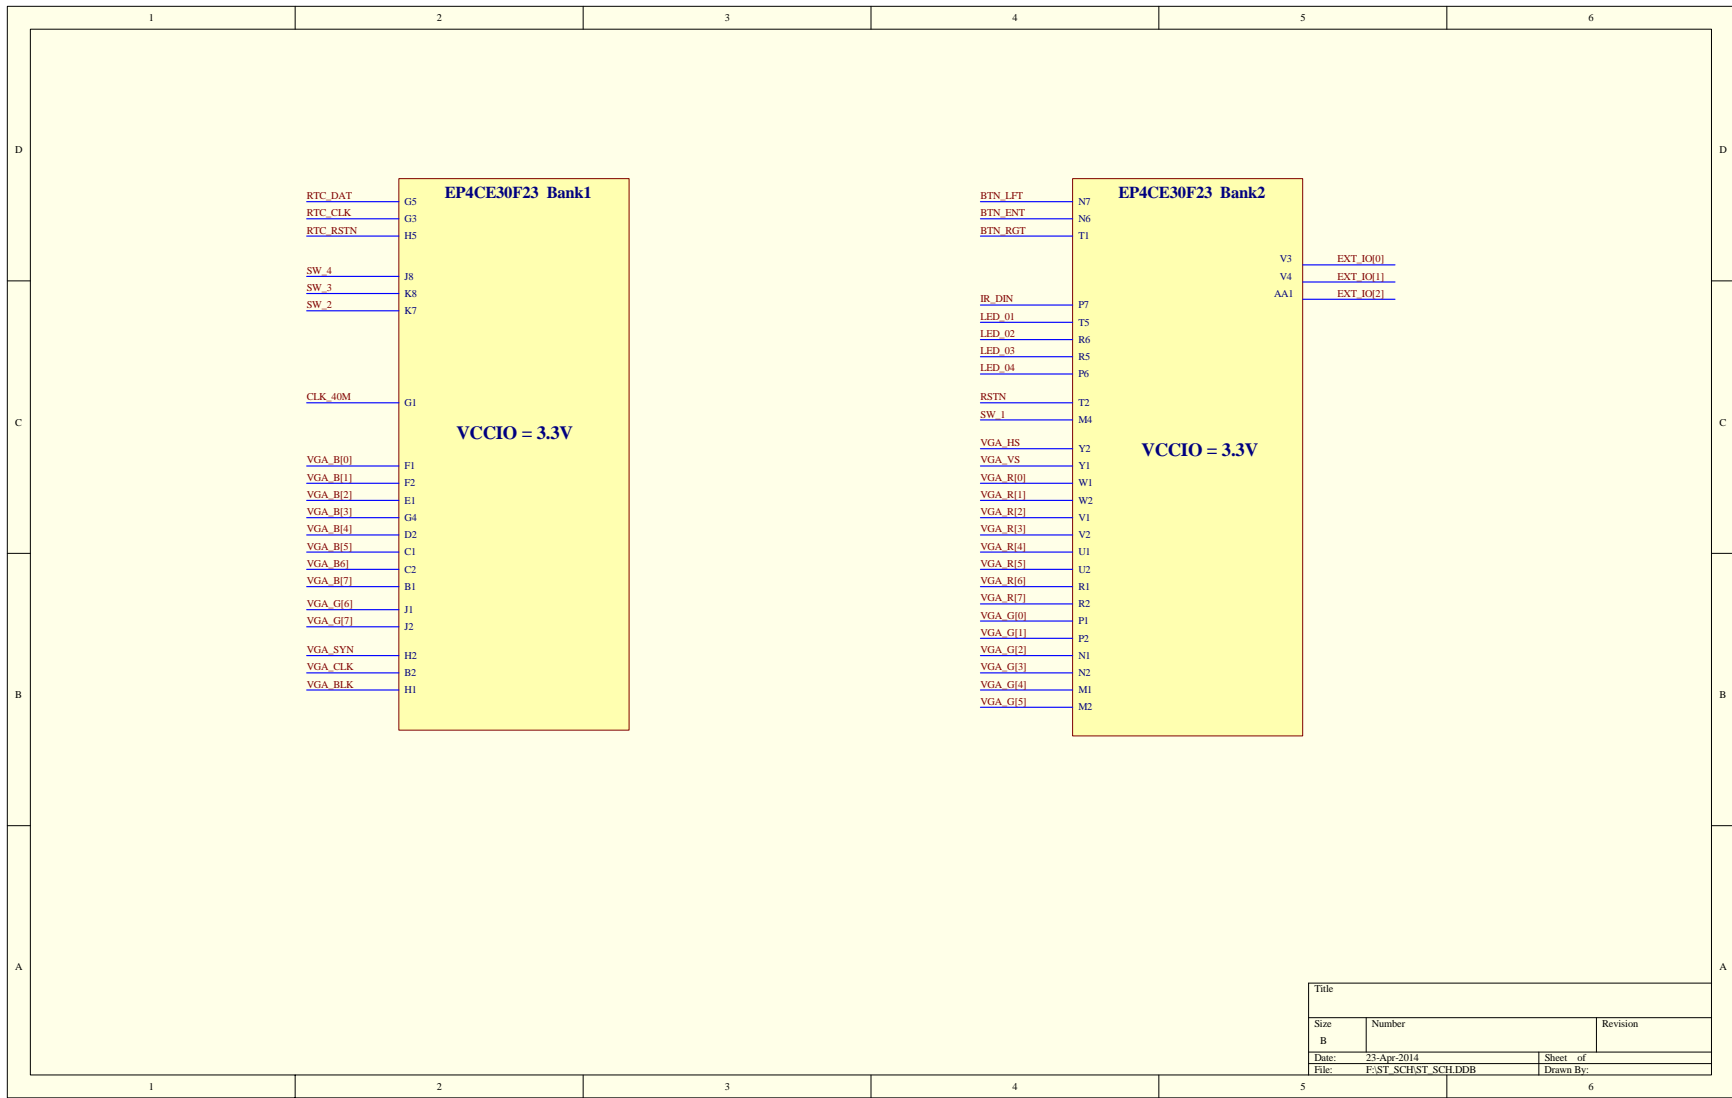 1 2 3 4 5 6
D D
EP4CE30F23 Bank1
RTC_DAT G5
RTC_CLK G3
RTC_RSTN H5
SW_4 J8
SW_3 K8
SW_2 K7
CLK_40M G1
VCCIO = 3.3V
VGA_B[0] F1
VGA_B[1] F2
VGA_B[2] E1
VGA_B[3] G4
VGA_B[4] D2
VGA_B[5] C1
VGA_B6] C2
VGA_B[7] B1
VGA_G[6] J1
VGA_G[7] J2
VGA_SYN H2
VGA_CLK B2
VGA_BLK H1
EP4CE30F23 Bank2
BTN_LFT N7
BTN_ENT N6
BTN_RGT T1
V3 EXT_IO[0]
V4 EXT_IO[1]
AA1 EXT_IO[2]
IR_DIN P7
LED_01 T5
LED_02 R6
LED_03 R5
LED_04 P6
RSTN T2
SW_1 M4
VCCIO = 3.3V
VGA_HS Y2
VGA_VS Y1
VGA_R[0] W1
VGA_R[1] W2
VGA_R[2] V1
VGA_R[3] V2
VGA_R[4] U1
VGA_R[5] U2
VGA_R[6] R1
VGA_R[7] R2
VGA_G[0] P1
VGA_G[1] P2
VGA_G[2] N1
VGA_G[3] N2
VGA_G[4] M1
VGA_G[5] M2
C C
B B
A A
Title
Size Number Revision
B
Date: 23-Apr-2014 Sheet of
File: F:\ST_SCH\ST_SCH.DDB Drawn By:
1 2 3 4 5 6